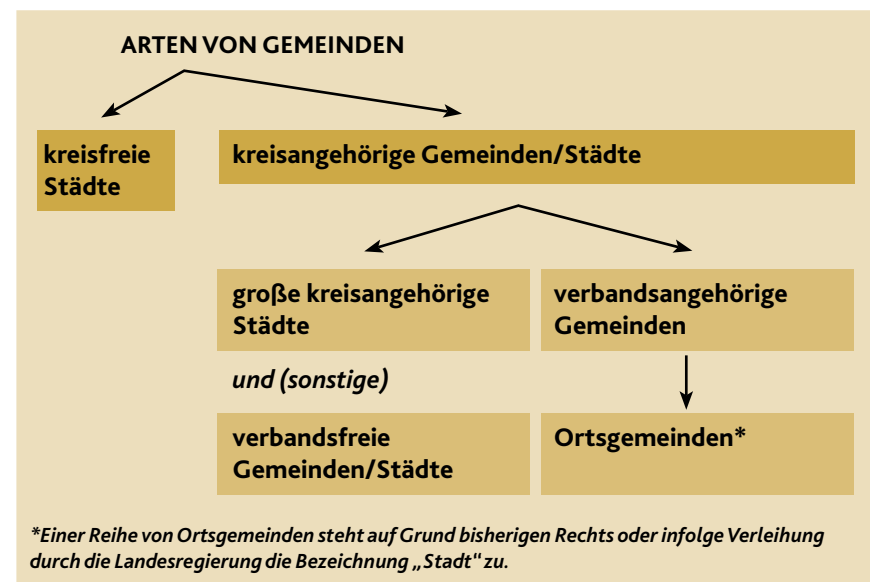 ARTEN VON GEMEINDEN
kreisfreie
Städte
kreisangehörige Gemeinden/Städte
große kreisangehörige
Städte
verbandsangehörige
Gemeinden
und (sonstige)
verbandsfreie
Gemeinden/Städte
Ortsgemeinden*
*Einer Reihe von Ortsgemeinden steht auf Grund bisherigen Rechts oder infolge Verleihung
durch die Landesregierung die Bezeichnung „Stadt“ zu.